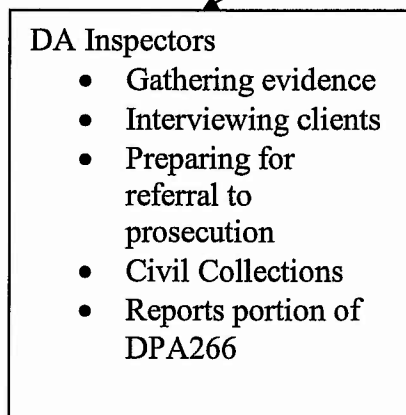 DA Inspectors
• Gathering evidence
• Interviewing clients
• Preparing for
referral to
prosecution
• Civil Collections
• Reports portion of
DPA266